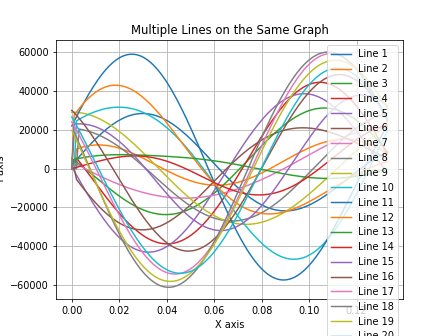 Multiple Lines on the Same Graph
60000
40000
20000
0
−20000
−40000
−60000
0.00
0.02
0.04
0.06
0.08
0.10
X axis
Line 1
Line 2
Line 3
Line 4
Line 5
Line 6
Line 7
Line 8
Line 9
Line 10
Line 11
Line 12
Line 13
Line 14
Line 15
Line 16
Line 17
Line 18
Line 19
Line 20